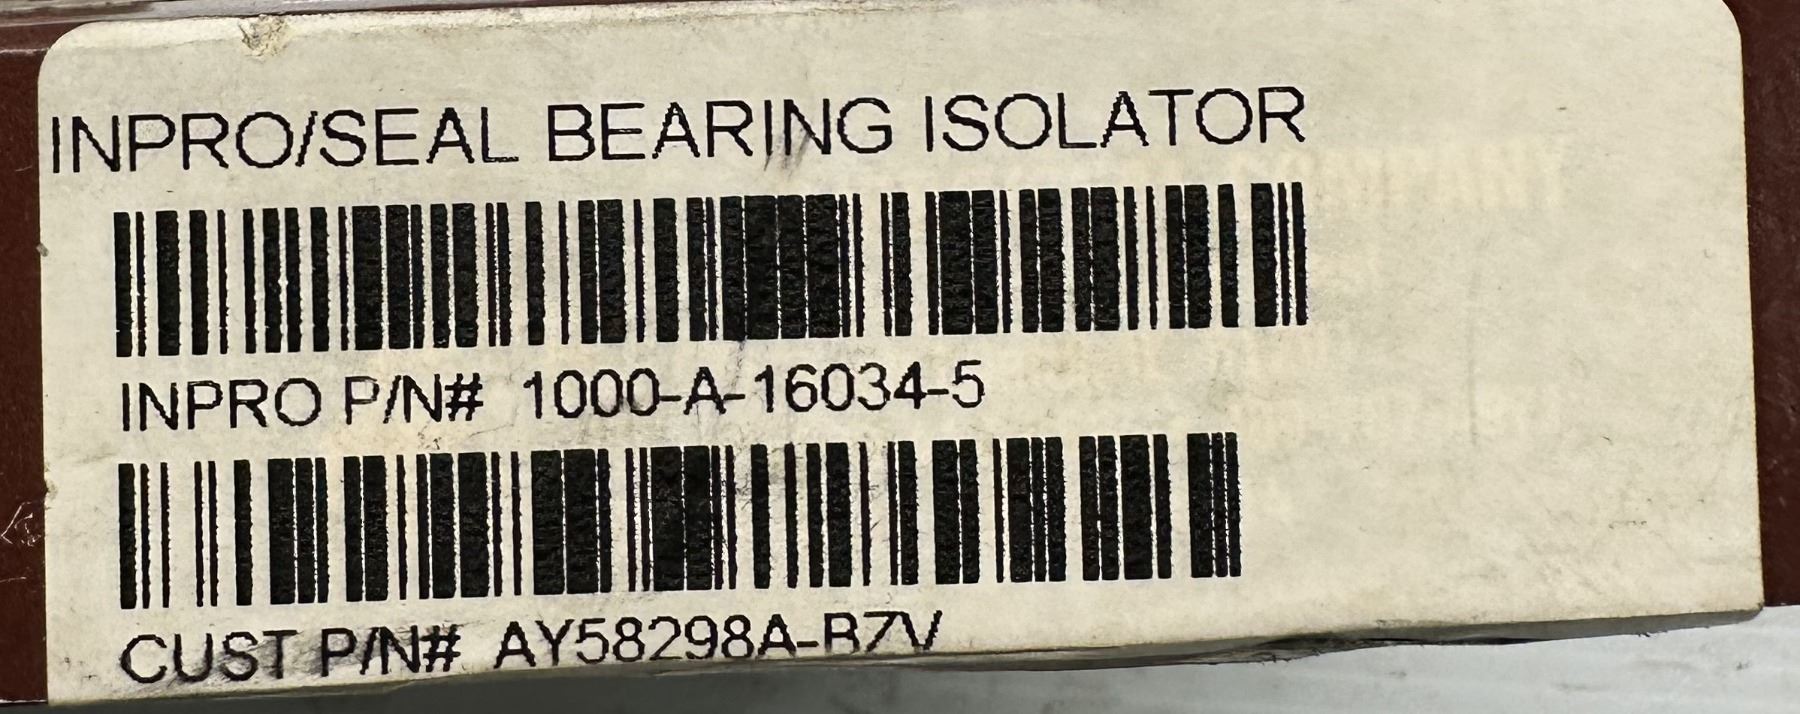 INPRO/SEAL BEARING ISOLATOR
INPRO P/N# 1000-A-16034-5
CUST P/N# AY58298A-B7V